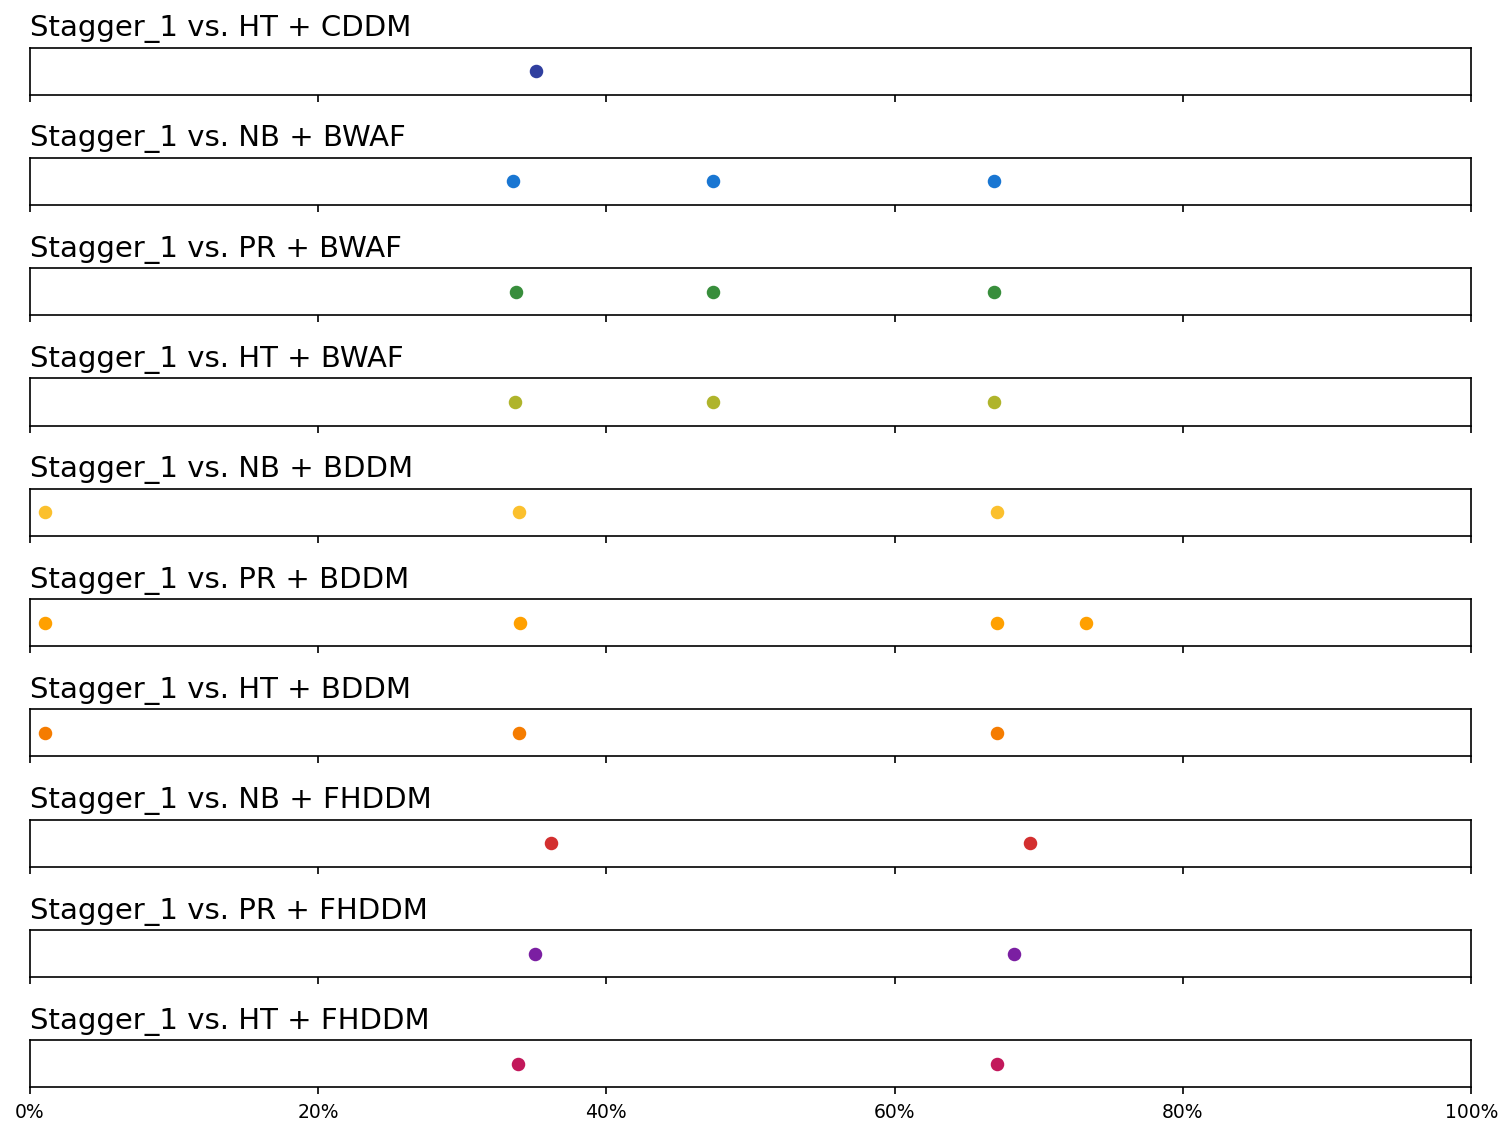 Stagger_1 vs. HT + CDDM
Stagger_1 vs. NB + BWAF
Stagger_1 vs. PR + BWAF
Stagger_1 vs. HT + BWAF
Stagger_1 vs. NB + BDDM
Stagger_1 vs. PR + BDDM
Stagger_1 vs. HT + BDDM
Stagger_1 vs. NB + FHDDM
Stagger_1 vs. PR + FHDDM
Stagger_1 vs. HT + FHDDM
0% 20% 40% 60% 80% 100%